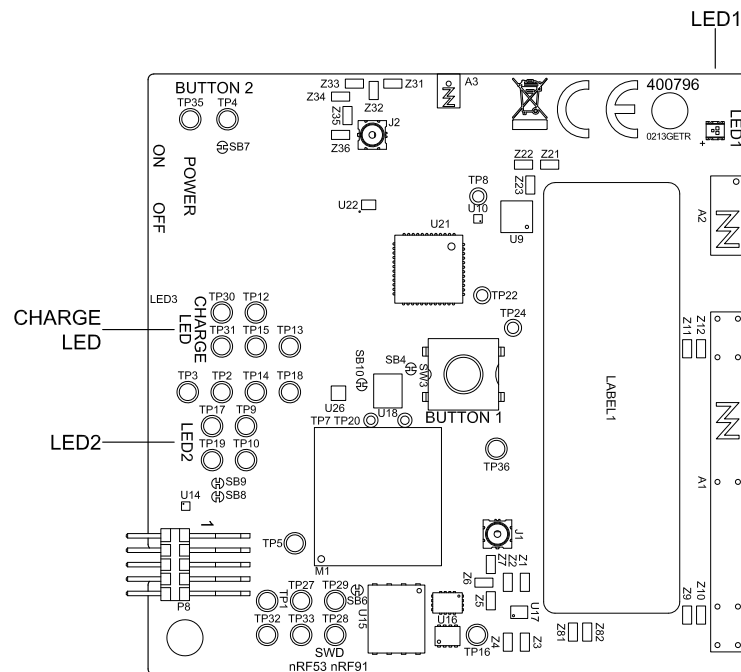 LED1
BUTTON 2
TP35 TP4
SB7
ON
OFF
POWER
Z33
Z31
Z34
Z32
Z35
Z36
J2
A3
400796
0213GETR
LED1
+
Z22 Z21
Z23
TP8
U10
U9
A2
U22
U21
TP22
TP24
LED3
CHARGE
LED
CHARGE
LED
TP30 TP12
TP31 TP15 TP13
TP3 TP2 TP14 TP18
TP17 TP9
LED2
LED2
TP19 TP10
SB9
SB8
U14
1
P8
SB10
SB4
SW3
U26
U18
TP7 TP20
BUTTON 1
TP36
LABEL1
Z11
Z12
A1
TP5
M1
J1
Z7
Z2
Z1
Z6
Z5
U17
Z4
Z3
Z81
Z82
Z9
Z10
TP1
TP27 TP29
SB6
U15
U16
TP32 TP33 TP28
TP16
SWD
nRF53 nRF91